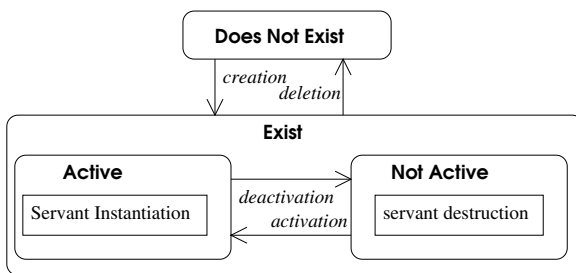 Does Not Exist
creation
deletion
Exist
Active
Not Active
Servant Instantiation
deactivation
activation
servant destruction